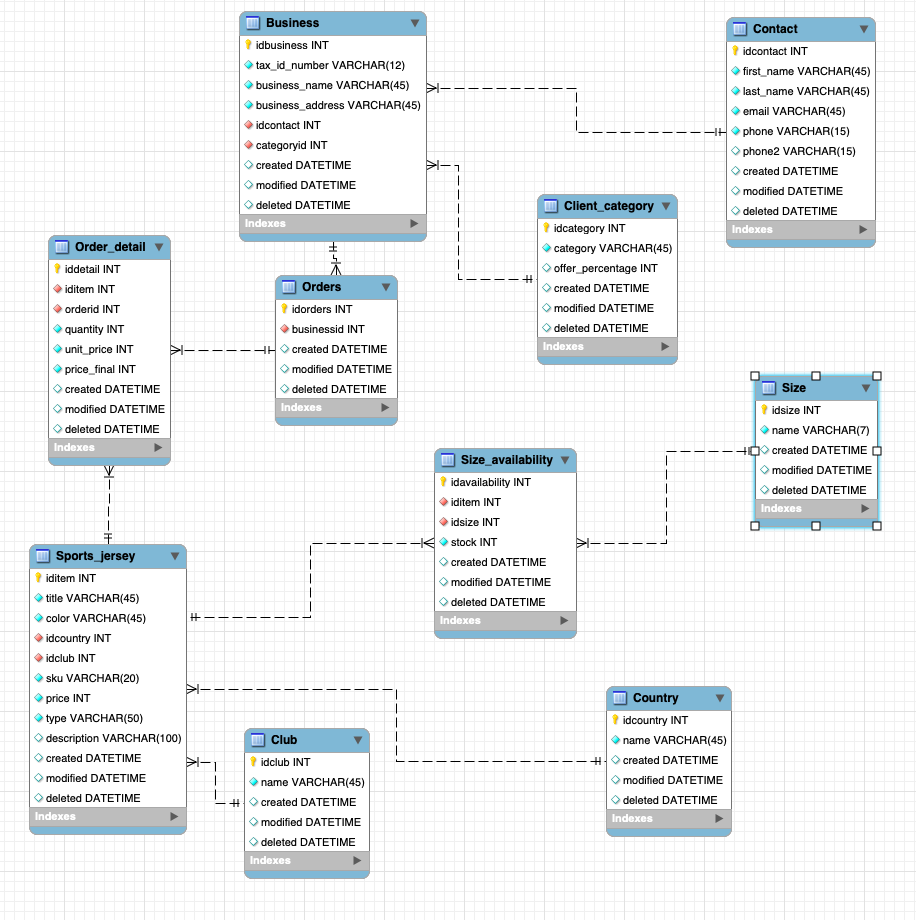 Business
idbusiness INT
tax_id_number VARCHAR(12)
business_name VARCHAR(45)
business_address VARCHAR(45)
idcontact INT
categoryid INT
created DATETIME
modified DATETIME
deleted DATETIME
Indexes
Contact
idcontact INT
first_name VARCHAR(45)
last_name VARCHAR(45)
email VARCHAR(45)
phone VARCHAR(15)
phone2 VARCHAR(15)
created DATETIME
modified DATETIME
deleted DATETIME
Indexes
Client_category
idcategory INT
category VARCHAR(45)
offer_percentage INT
created DATETIME
modified DATETIME
deleted DATETIME
Indexes
Order_detail
iddetail INT
iditem INT
orderid INT
quantity INT
unit_price INT
price_final INT
created DATETIME
modified DATETIME
deleted DATETIME
Indexes
Orders
idorders INT
businessid INT
created DATETIME
modified DATETIME
deleted DATETIME
Indexes
Size
idsize INT
name VARCHAR(7)
created DATETIME
modified DATETIME
deleted DATETIME
Indexes
Size_availability
idavailability INT
iditem INT
idsize INT
stock INT
created DATETIME
modified DATETIME
deleted DATETIME
Indexes
Sports_jersey
iditem INT
title VARCHAR(45)
color VARCHAR(45)
idcountry INT
idclub INT
sku VARCHAR(20)
price INT
type VARCHAR(50)
description VARCHAR(100)
created DATETIME
modified DATETIME
deleted DATETIME
Indexes
Club
idclub INT
name VARCHAR(45)
created DATETIME
modified DATETIME
deleted DATETIME
Indexes
Country
idcountry INT
name VARCHAR(45)
created DATETIME
modified DATETIME
deleted DATETIME
Indexes